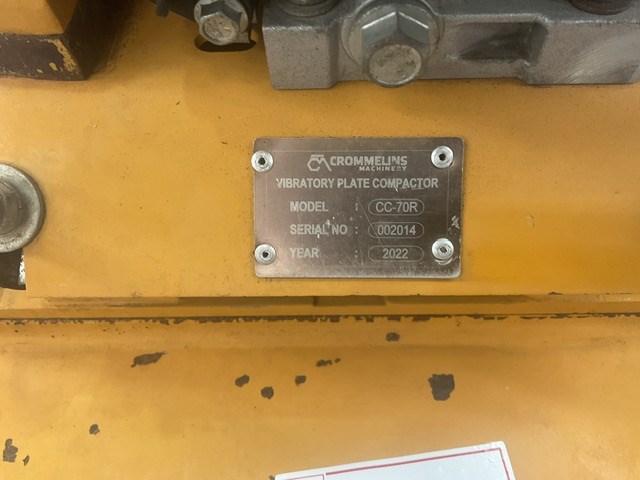 CROMMELINS
MACHINERY
VIBRATORY PLATE COMPACTOR
MODEL : CC-70R
SERIAL NO : 002014
YEAR : 2022